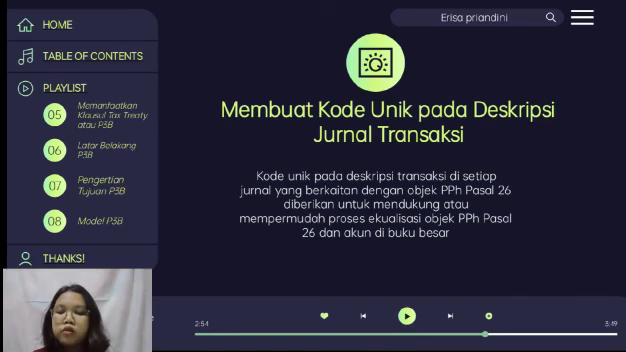 HOME
TABLE OF CONTENTS
PLAYLIST
05
Memanfaatkan
Klausul Tax Treaty
atau P3B
06
Latar Belakang
P3B
07
Pengertian
Tujuan P3B
08
Model P3B
THANKS!
Erisa priandini
Membuat Kode Unik pada Deskripsi
Jurnal Transaksi
Kode unik pada deskripsi transaksi di setiap
jurnal yang berkaitan dengan objek PPh Pasal 26
diberikan untuk mendukung atau
mempermudah proses ekualisasi objek PPh Pasal
26 dan akun di buku besar
2:54
3:49